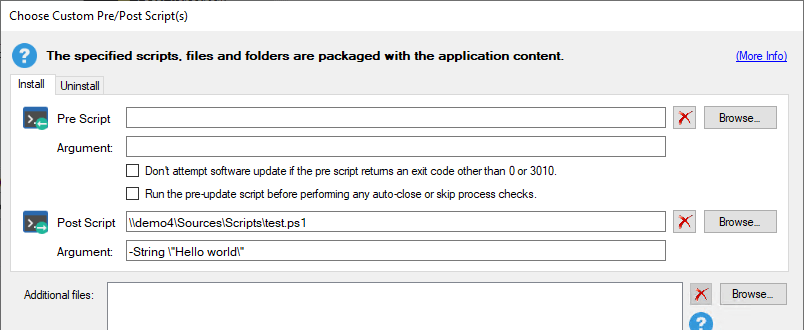 Choose Custom Pre/Post Script(s)
? The specified scripts, files and folders are packaged with the application content. (More Info)
Install Uninstall
Pre Script Browse...
Argument:
Don't attempt software update if the pre script returns an exit code other than 0 or 3010.
Run the pre-update script before performing any auto-close or skip process checks.
Post Script \\demo4\Sources\Scripts\test.ps1 Browse...
Argument: -String \"Hello world\"
Additional files: Browse...
?